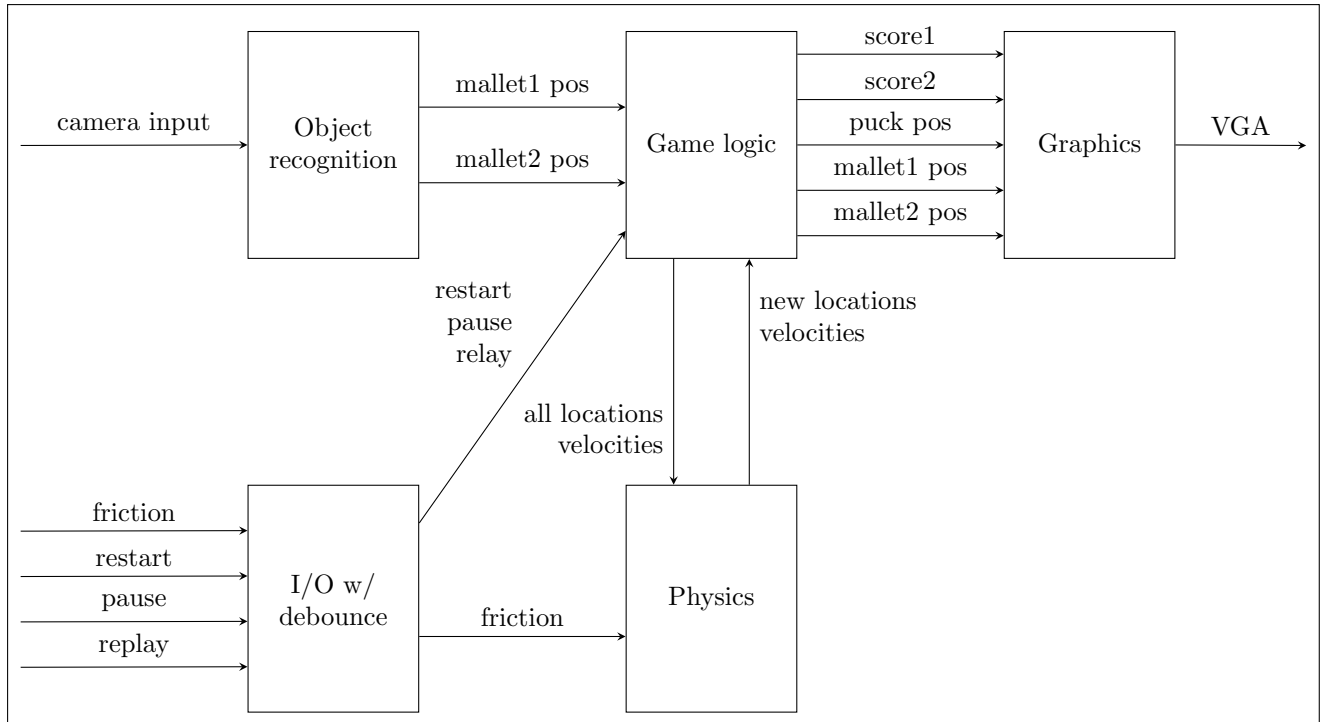 camera input
Object
recognition
mallet1 pos
mallet2 pos
Game logic
score1
score2
puck pos
mallet1 pos
mallet2 pos
Graphics
VGA
restart
pause
relay
new locations
velocities
all locations
velocities
friction
restart
pause
replay
I/O w/
debounce
friction
Physics